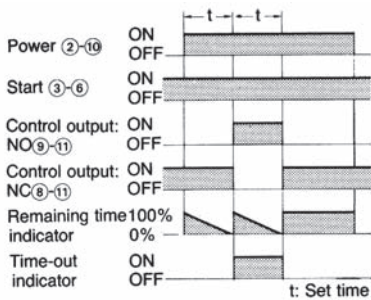 t t
Power ②-⑩ ON
OFF
Start ③-⑥ ON
OFF
Control output: ON
NO⑨-⑪ OFF
Control output: ON
NC⑧-⑪ OFF
Remaining time 100%
indicator 0%
Time-out ON
indicator OFF
t: Set time